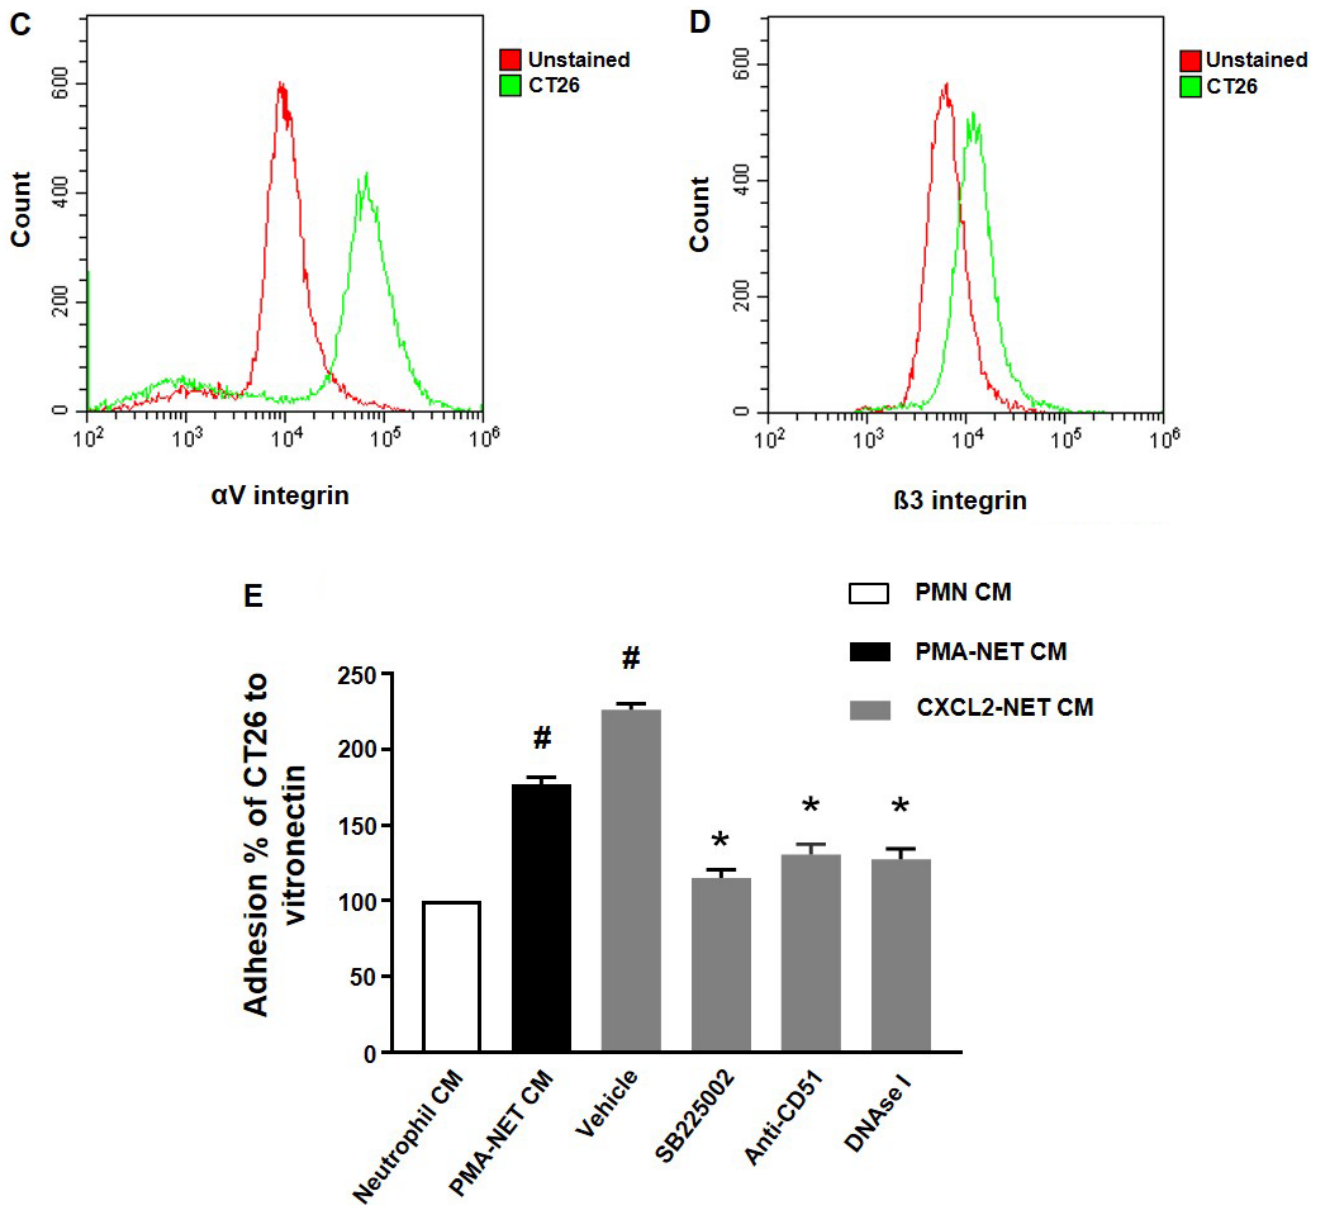 C
Unstained
CT26
600
400
200
0
Count
10² 10³ 10⁴ 10⁵ 10⁶
αV integrin
D
Unstained
CT26
600
400
200
0
Count
10² 10³ 10⁴ 10⁵ 10⁶
ß3 integrin
E
PMN CM
PMA-NET CM
CXCL2-NET CM
Adhesion % of CT26 to
vitronectin
250
200
150
100
50
0
#
#
*
*
*
Neutrophil CM
PMA-NET CM
Vehicle
SB225002
Anti-CD51
DNAse I